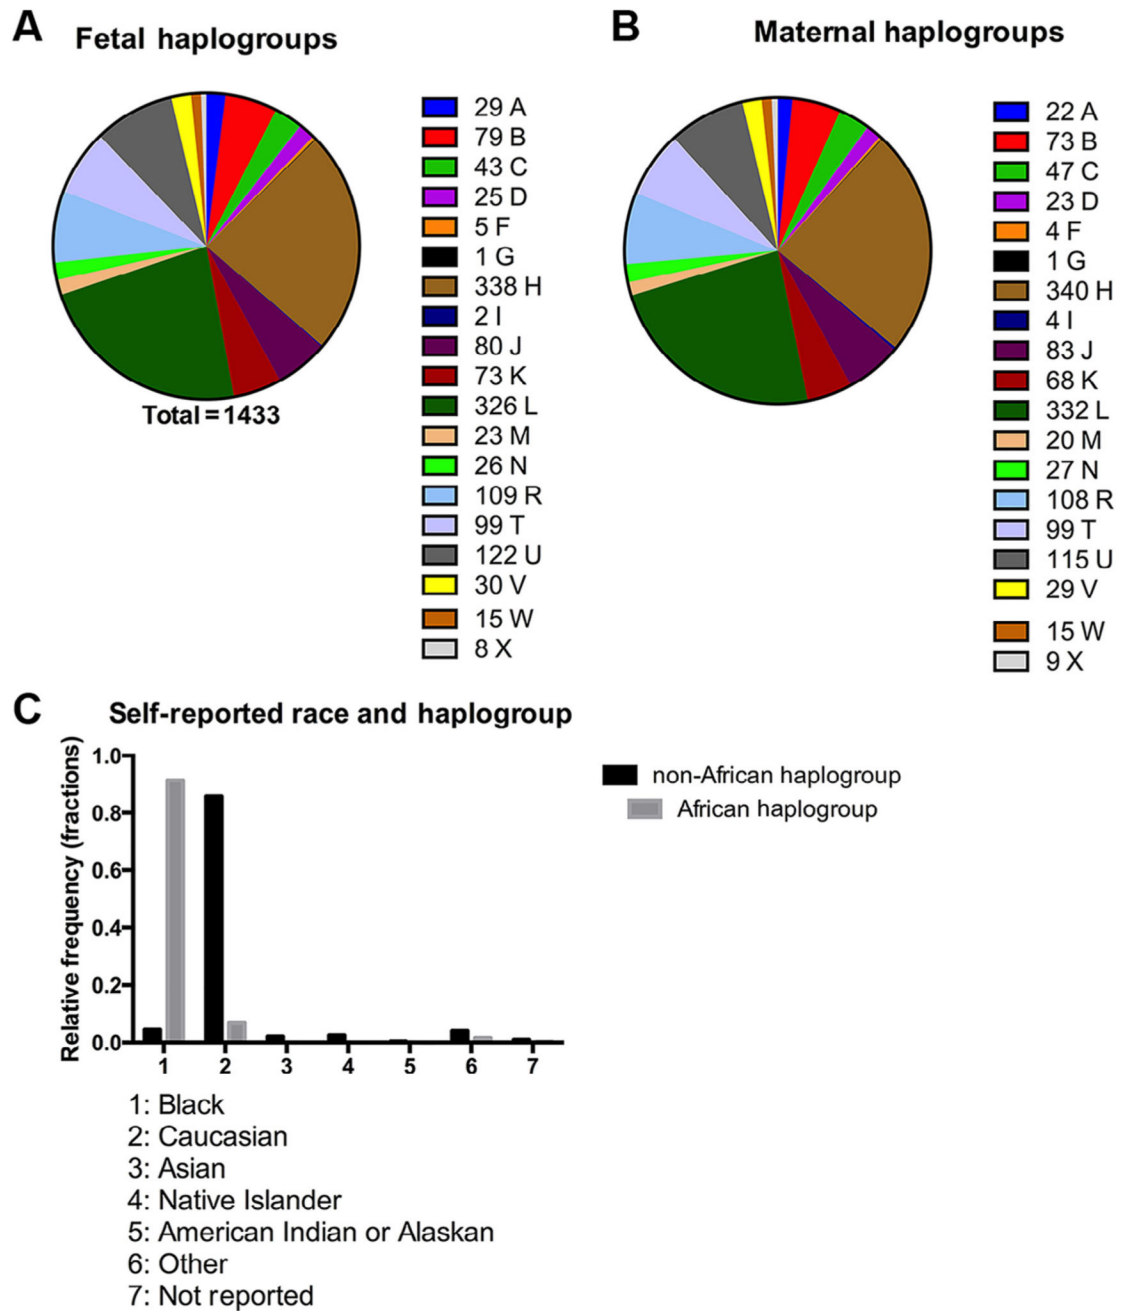 A Fetal haplogroups
29 A
79 B
43 C
25 D
5 F
1 G
338 H
2 I
80 J
73 K
326 L
23 M
26 N
109 R
99 T
122 U
30 V
15 W
8 X
Total = 1433
B Maternal haplogroups
22 A
73 B
47 C
23 D
4 F
1 G
340 H
4 I
83 J
68 K
332 L
20 M
27 N
108 R
99 T
115 U
29 V
15 W
9 X
C Self-reported race and haplogroup
Relative frequency (fractions)
1.0
0.8
0.6
0.4
0.2
0.0
1 2 3 4 5 6 7
non-African haplogroup
African haplogroup
1: Black
2: Caucasian
3: Asian
4: Native Islander
5: American Indian or Alaskan
6: Other
7: Not reported